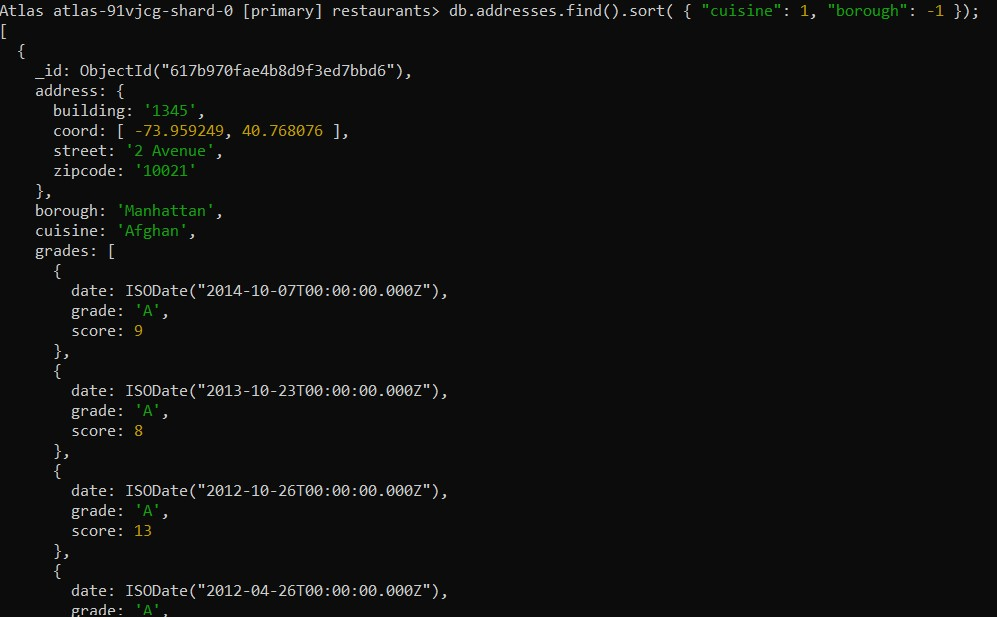 Atlas atlas-91vjcg-shard-0 [primary] restaurants> db.addresses.find().sort( { "cuisine": 1, "borough": -1 });
[
  {
    _id: ObjectId("617b970fae4b8d9f3ed7bbd6"),
    address: {
      building: '1345',
      coord: [ -73.959249, 40.768076 ],
      street: '2 Avenue',
      zipcode: '10021'
    },
    borough: 'Manhattan',
    cuisine: 'Afghan',
    grades: [
      {
        date: ISODate("2014-10-07T00:00:00.000Z"),
        grade: 'A',
        score: 9
      },
      {
        date: ISODate("2013-10-23T00:00:00.000Z"),
        grade: 'A',
        score: 8
      },
      {
        date: ISODate("2012-10-26T00:00:00.000Z"),
        grade: 'A',
        score: 13
      },
      {
        date: ISODate("2012-04-26T00:00:00.000Z"),
        grade: 'A',